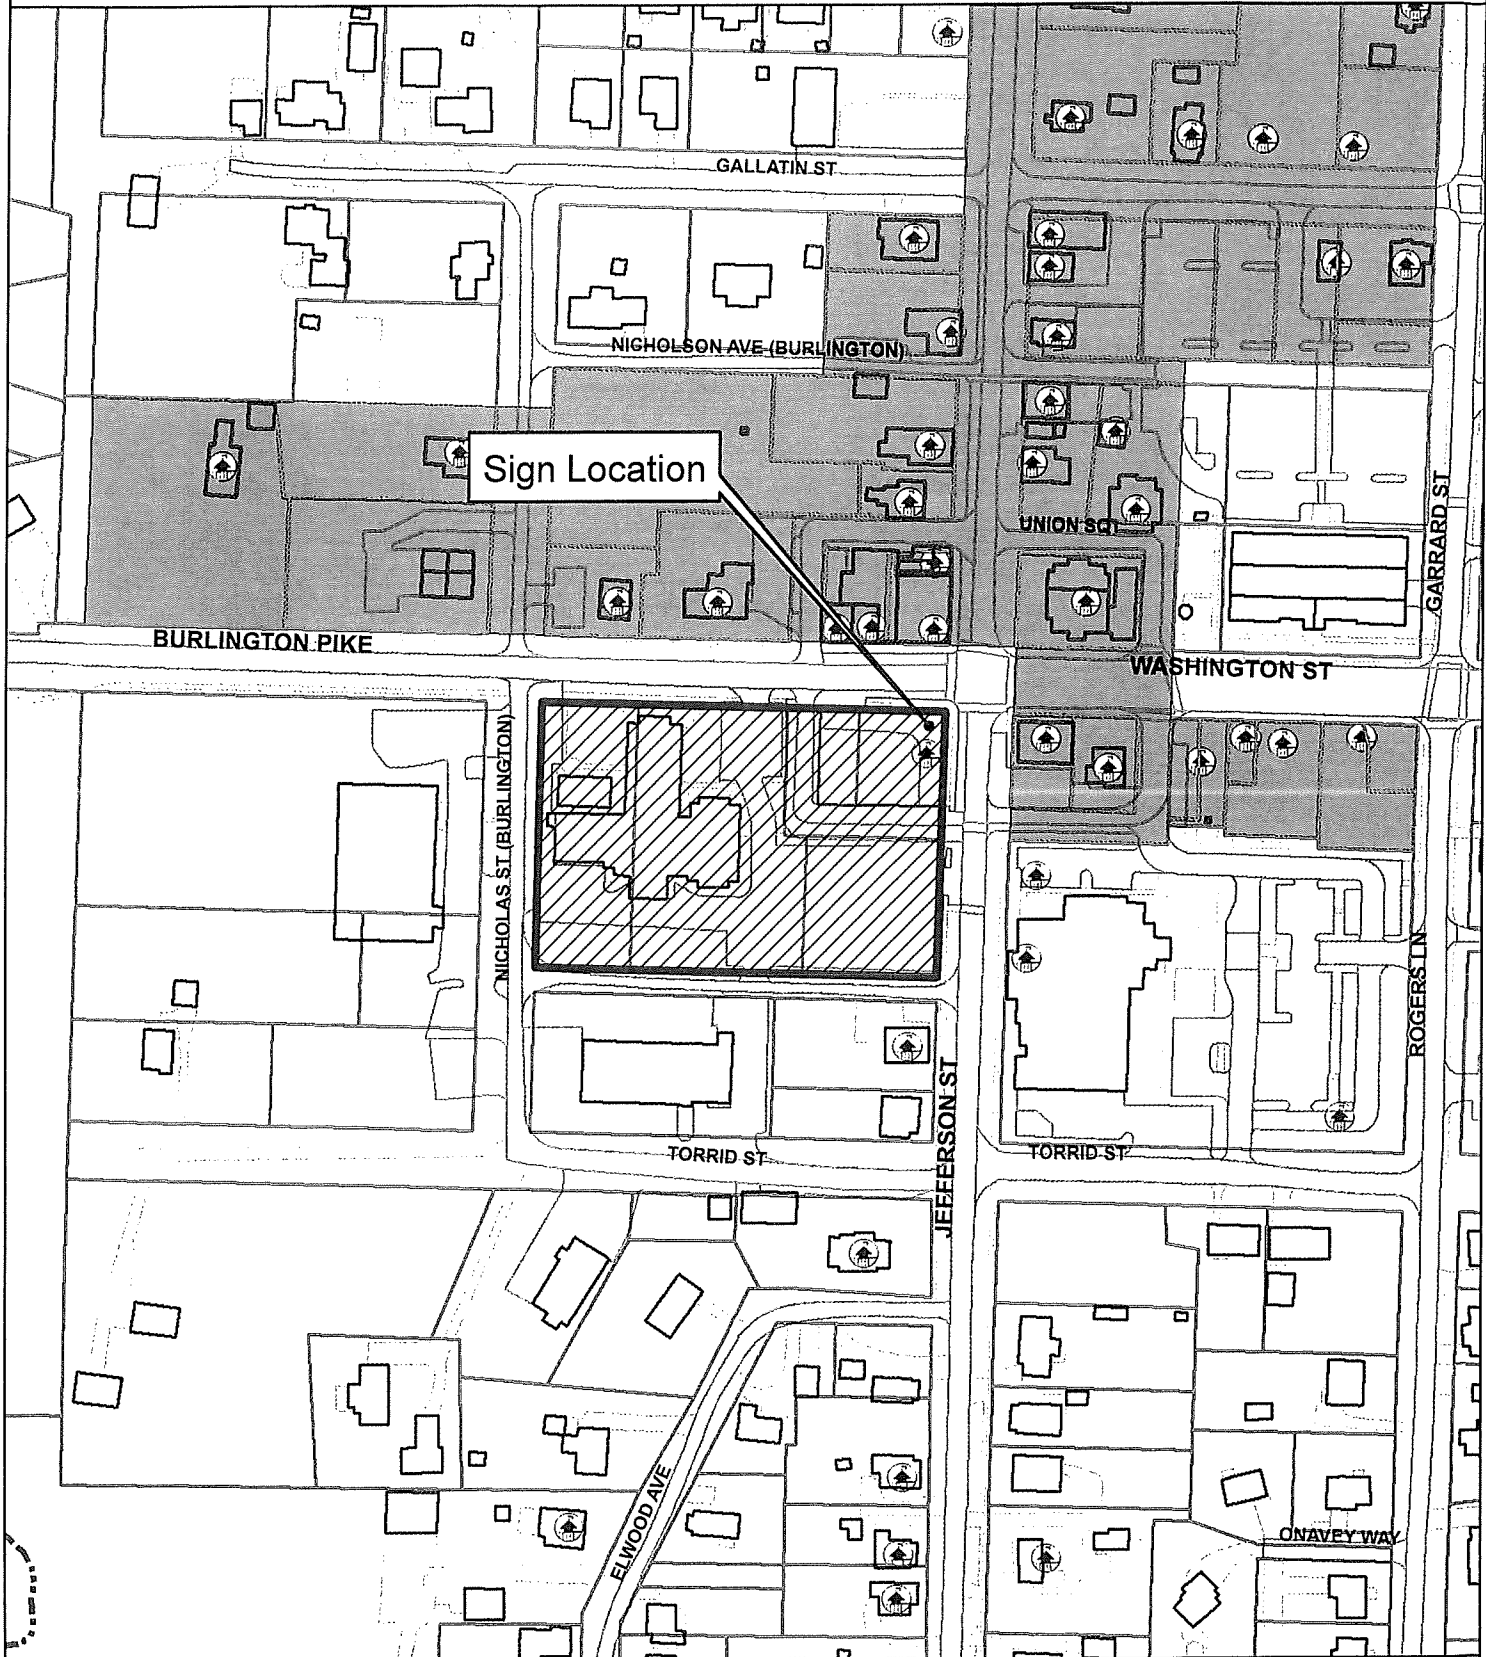 GALLATIN ST
NICHOLSON AVE (BURLINGTON)
Sign Location
UNION SQ
GARRARD ST
BURLINGTON PIKE
WASHINGTON ST
NICHOLAS ST (BURLINGTON)
ROGERS LN
JEFFERSON ST
TORRID ST
TORRID ST
ELWOOD AVE
ONAVEY WAY